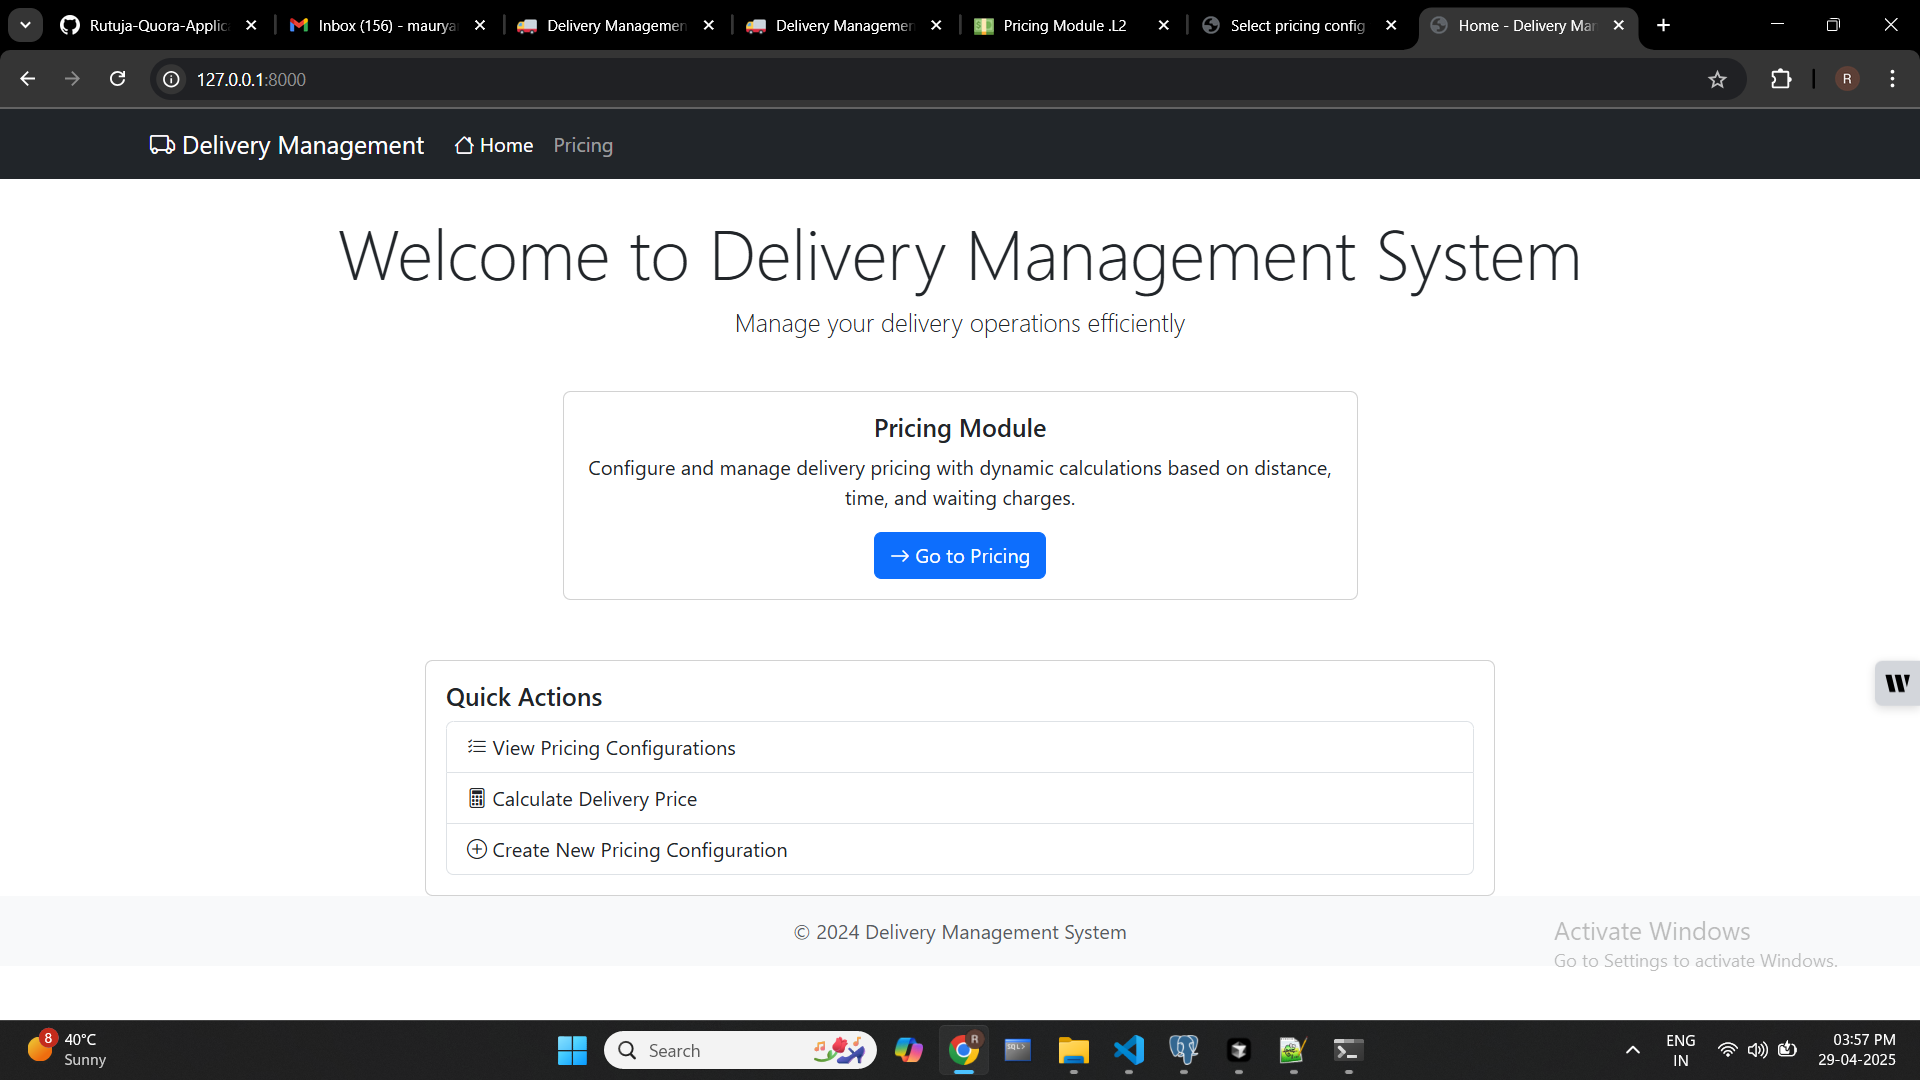 Rutuja-Quora-Applica
Inbox (156) - maurya
Delivery Managemen
Delivery Managemen
Pricing Module .L2
Select pricing config
Home - Delivery Man
127.0.0.1:8000
R
Delivery Management
Home
Pricing
Welcome to Delivery Management System
Manage your delivery operations efficiently
Pricing Module
Configure and manage delivery pricing with dynamic calculations based on distance,
time, and waiting charges.
→ Go to Pricing
W
Quick Actions
View Pricing Configurations
Calculate Delivery Price
Create New Pricing Configuration
© 2024 Delivery Management System
Activate Windows
Go to Settings to activate Windows.
8
40°C
Sunny
Search
R
SQL>
ENG
IN
03:57 PM
29-04-2025